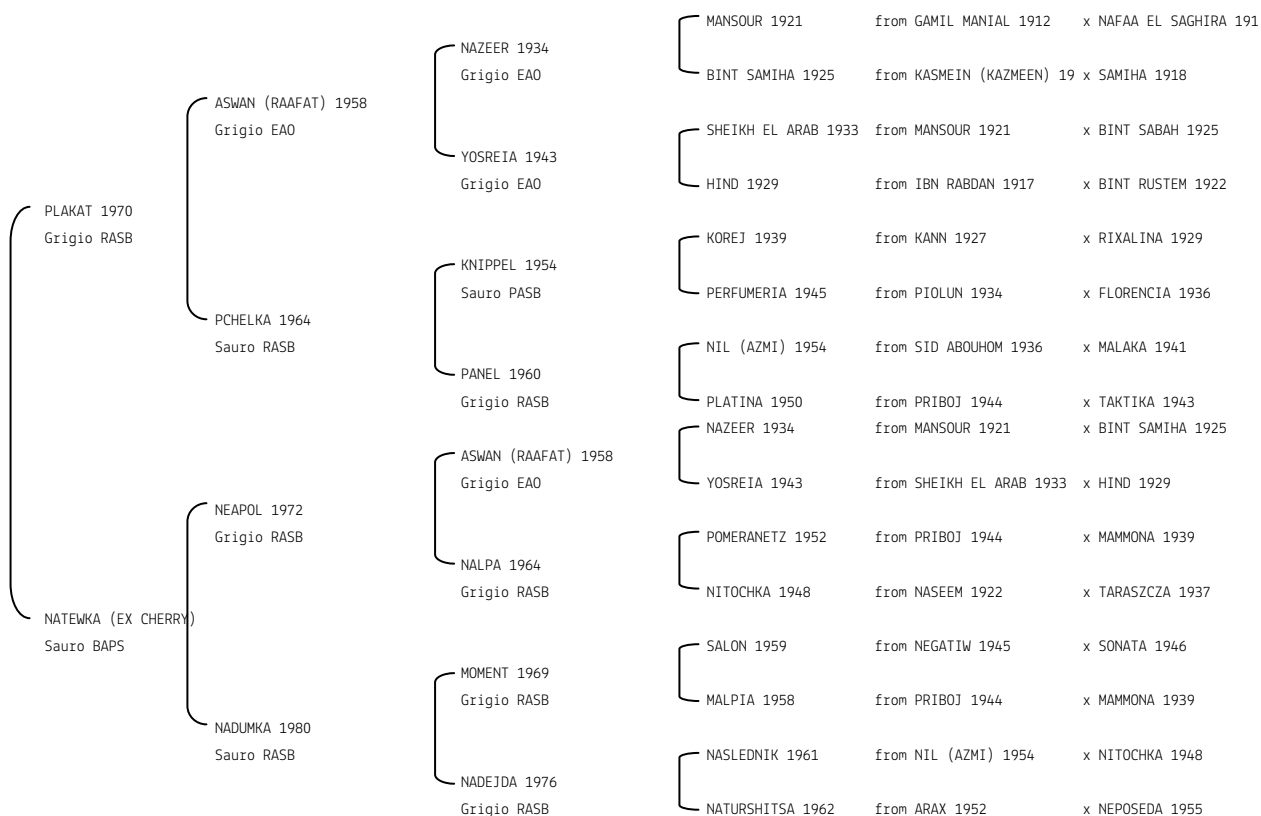 MANSOUR 1921 from GAMIL MANIAL 1912 x NAFAA EL SAGHIRA 191
NAZEER 1934
Grigio EAO
BINT SAMIHA 1925 from KASMEIN (KAZMEEN) 19 x SAMIHA 1918
ASWAN (RAAFAT) 1958
Grigio EAO
SHEIKH EL ARAB 1933 from MANSOUR 1921 x BINT SABAH 1925
YOSREIA 1943
Grigio EAO
HIND 1929 from IBN RABDAN 1917 x BINT RUSTEM 1922
PLAKAT 1970
Grigio RASB
KOREJ 1939 from KANN 1927 x RIXALINA 1929
KNIPPEL 1954
Sauro PASB
PERFUMERIA 1945 from PIOLUN 1934 x FLORENCIA 1936
PCHELKA 1964
Sauro RASB
NIL (AZMI) 1954 from SID ABOUHOM 1936 x MALAKA 1941
PANEL 1960
Grigio RASB
PLATINA 1950 from PRIBOJ 1944 x TAKTIKA 1943
NAZEER 1934 from MANSOUR 1921 x BINT SAMIHA 1925
ASWAN (RAAFAT) 1958
Grigio EAO
YOSREIA 1943 from SHEIKH EL ARAB 1933 x HIND 1929
NEAPOL 1972
Grigio RASB
POMERANETZ 1952 from PRIBOJ 1944 x MAMMONA 1939
NALPA 1964
Grigio RASB
NITOCHKA 1948 from NASEEM 1922 x TARASZCZA 1937
NATEWKA (EX CHERRY)
Sauro BAPS
SALON 1959 from NEGATIW 1945 x SONATA 1946
MOMENT 1969
Grigio RASB
MALPIA 1958 from PRIBOJ 1944 x MAMMONA 1939
NADUMKA 1980
Sauro RASB
NASLEDNIK 1961 from NIL (AZMI) 1954 x NITOCHKA 1948
NADEJDA 1976
Grigio RASB
NATURSHITSA 1962 from ARAX 1952 x NEPOSEDA 1955